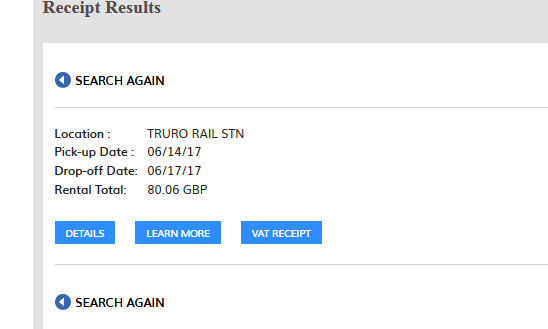 Receipt Results
SEARCH AGAIN
Location : TRURO RAIL STN
Pick-up Date : 06/14/17
Drop-off Date: 06/17/17
Rental Total: 80.06 GBP
DETAILS LEARN MORE VAT RECEIPT
SEARCH AGAIN